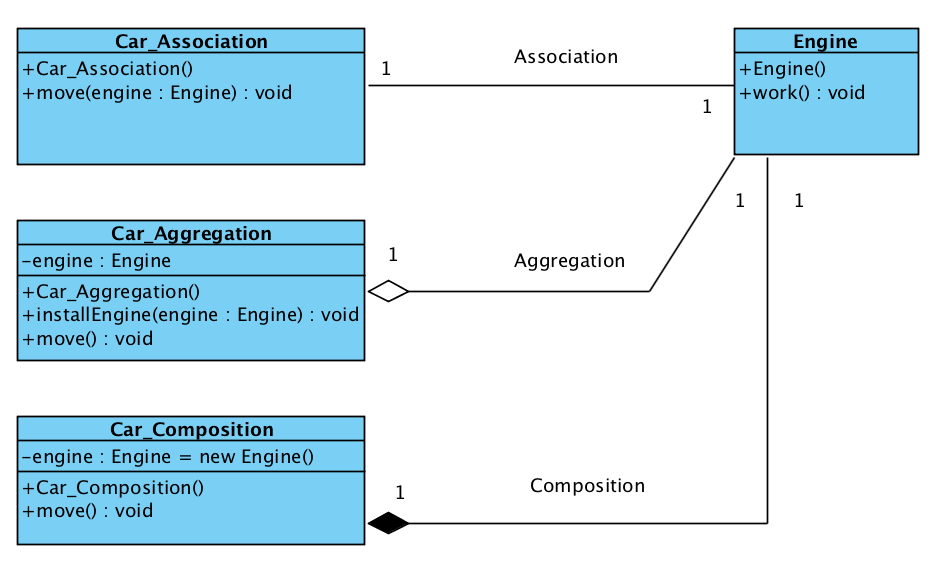 Car_Association
+Car_Association()
+move(engine : Engine) : void
1
Association
1
Engine
+Engine()
+work() : void
Car_Aggregation
-engine : Engine
+Car_Aggregation()
+installEngine(engine : Engine) : void
+move() : void
1
Aggregation
1
1
Car_Composition
-engine : Engine = new Engine()
+Car_Composition()
+move() : void
1
Composition